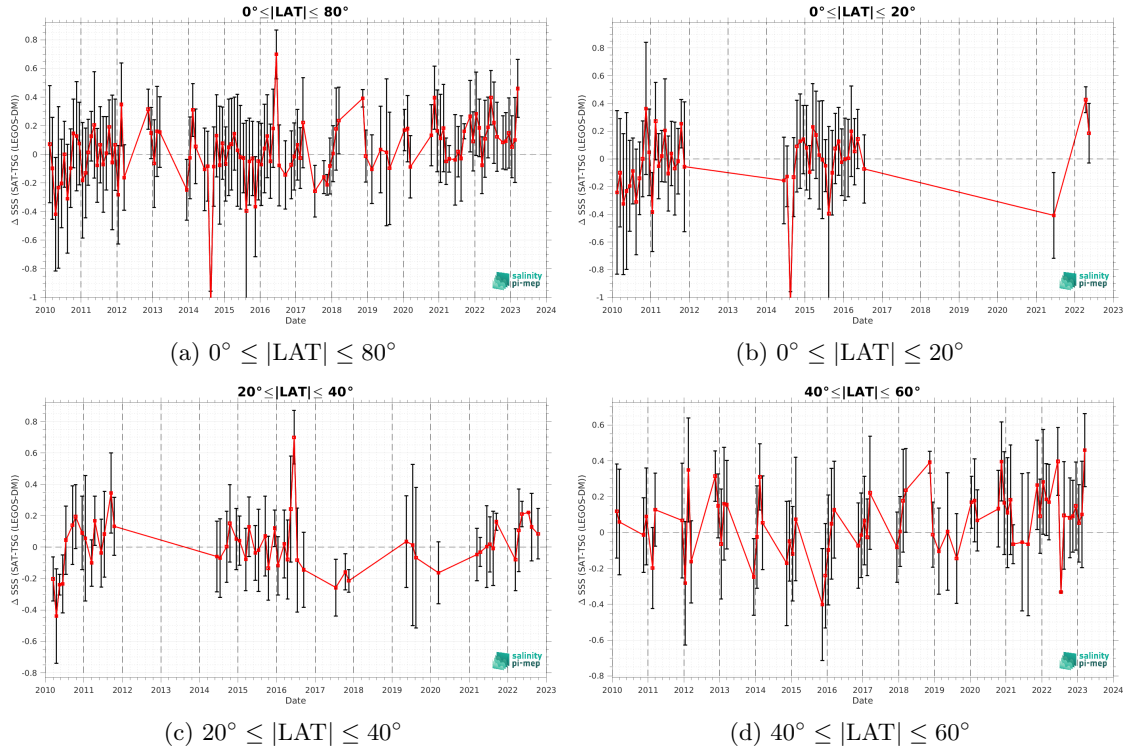 0°≤|LAT|≤ 80°
Δ SSS (SAT-TSG (LEGOS-DM))
0.8
0.6
0.4
0.2
0
-0.2
-0.4
-0.6
-0.8
-1
2010 2011 2012 2013 2014 2015 2016 2017 2018 2019 2020 2021 2022 2023 2024
Date
salinity
pi-mep
(a) 0° ≤ |LAT| ≤ 80°
0°≤|LAT|≤ 20°
Δ SSS (SAT-TSG (LEGOS-DM))
0.8
0.6
0.4
0.2
0
-0.2
-0.4
-0.6
-0.8
-1
2010 2011 2012 2013 2014 2015 2016 2017 2018 2019 2020 2021 2022 2023
Date
salinity
pi-mep
(b) 0° ≤ |LAT| ≤ 20°
20°≤|LAT|≤ 40°
Δ SSS (SAT-TSG (LEGOS-DM))
0.8
0.6
0.4
0.2
0
-0.2
-0.4
-0.6
-0.8
2010 2011 2012 2013 2014 2015 2016 2017 2018 2019 2020 2021 2022 2023
Date
salinity
pi-mep
(c) 20° ≤ |LAT| ≤ 40°
40°≤|LAT|≤ 60°
Δ SSS (SAT-TSG (LEGOS-DM))
0.6
0.4
0.2
0
-0.2
-0.4
-0.6
-0.8
2010 2011 2012 2013 2014 2015 2016 2017 2018 2019 2020 2021 2022 2023 2024
Date
salinity
pi-mep
(d) 40° ≤ |LAT| ≤ 60°